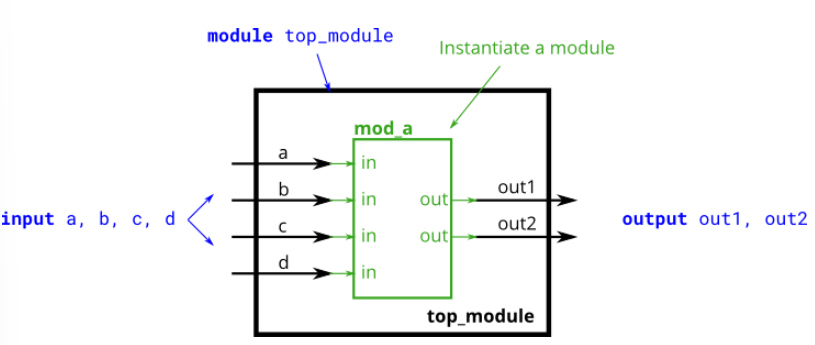 module top_module
Instantiate a module
mod_a
a
in
b
in
out
out1
input a, b, c, d
output out1, out2
c
in
out
out2
d
in
top_module